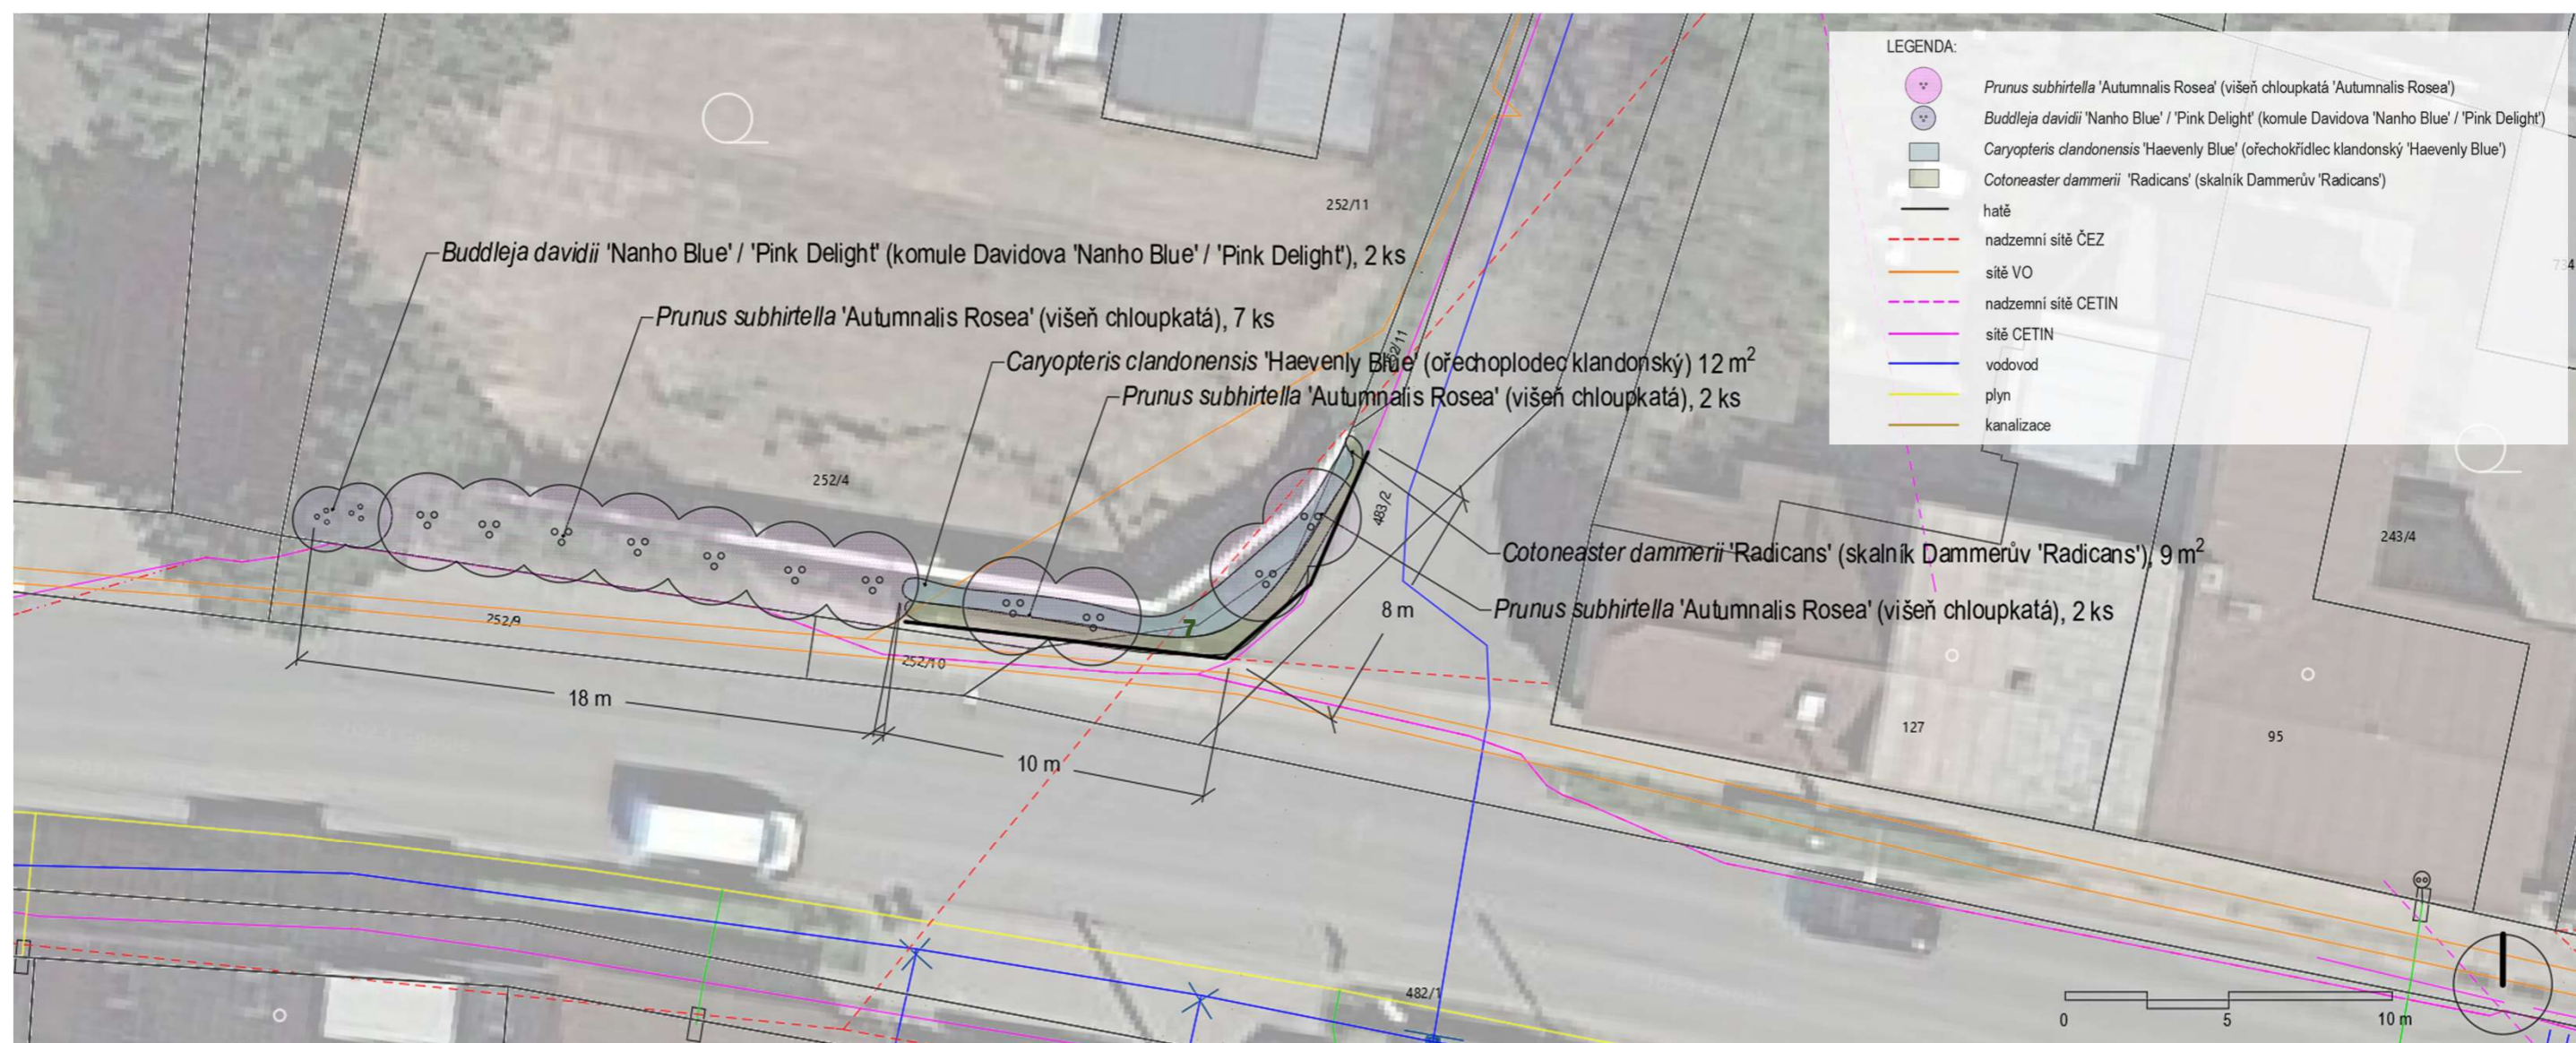 LEGENDA:
Prunus subhirtella 'Autumnalis Rosea' (višeň chloupkatá 'Autumnalis Rosea')
Buddleja davidii 'Nanho Blue' / 'Pink Delight' (komule Davidova 'Nanho Blue' / 'Pink Delight')
Caryopteris clandonensis 'Haevenly Blue' (ořechokřídlec klandonský 'Haevenly Blue')
Cotoneaster dammerii 'Radicans' (skalník Dammerův 'Radicans')
hatě
nadzemní sítě ČEZ
sítě VO
nadzemní sítě CETIN
sítě CETIN
vodovod
plyn
kanalizace
252/11
Buddleja davidii 'Nanho Blue' / 'Pink Delight' (komule Davidova 'Nanho Blue' / 'Pink Delight'), 2 ks
Prunus subhirtella 'Autumnalis Rosea' (višeň chloupkatá), 7 ks
Caryopteris clandonensis 'Haevenly Blue' (ořechoplodec klandonský) 12 m²
Prunus subhirtella 'Autumnalis Rosea' (višeň chloupkatá), 2 ks
252/4
483/2
243/4
Cotoneaster dammerii 'Radicans' (skalník Dammerův 'Radicans'), 9 m²
Prunus subhirtella 'Autumnalis Rosea' (višeň chloupkatá), 2 ks
8 m
252/9
7
252/10
18 m
10 m
127
95
482/1
0 5 10 m